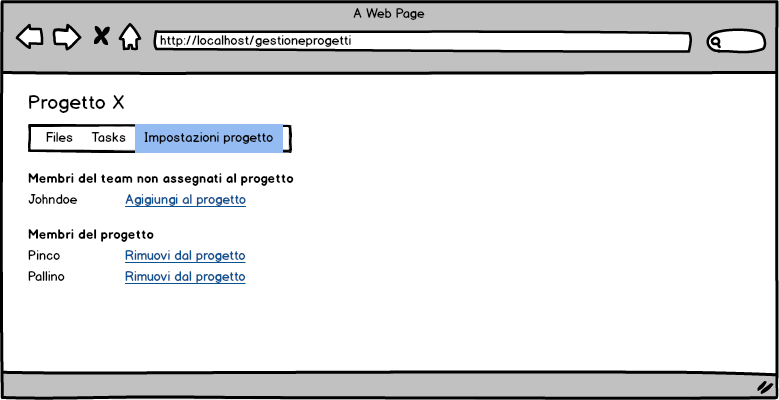 A Web Page
http://localhost/gestioneprogetti
Progetto X
Files Tasks Impostazioni progetto
Membri del team non assegnati al progetto
Johndoe Agigiungi al progetto
Membri del progetto
Pinco Rimuovi dal progetto
Pallino Rimuovi dal progetto